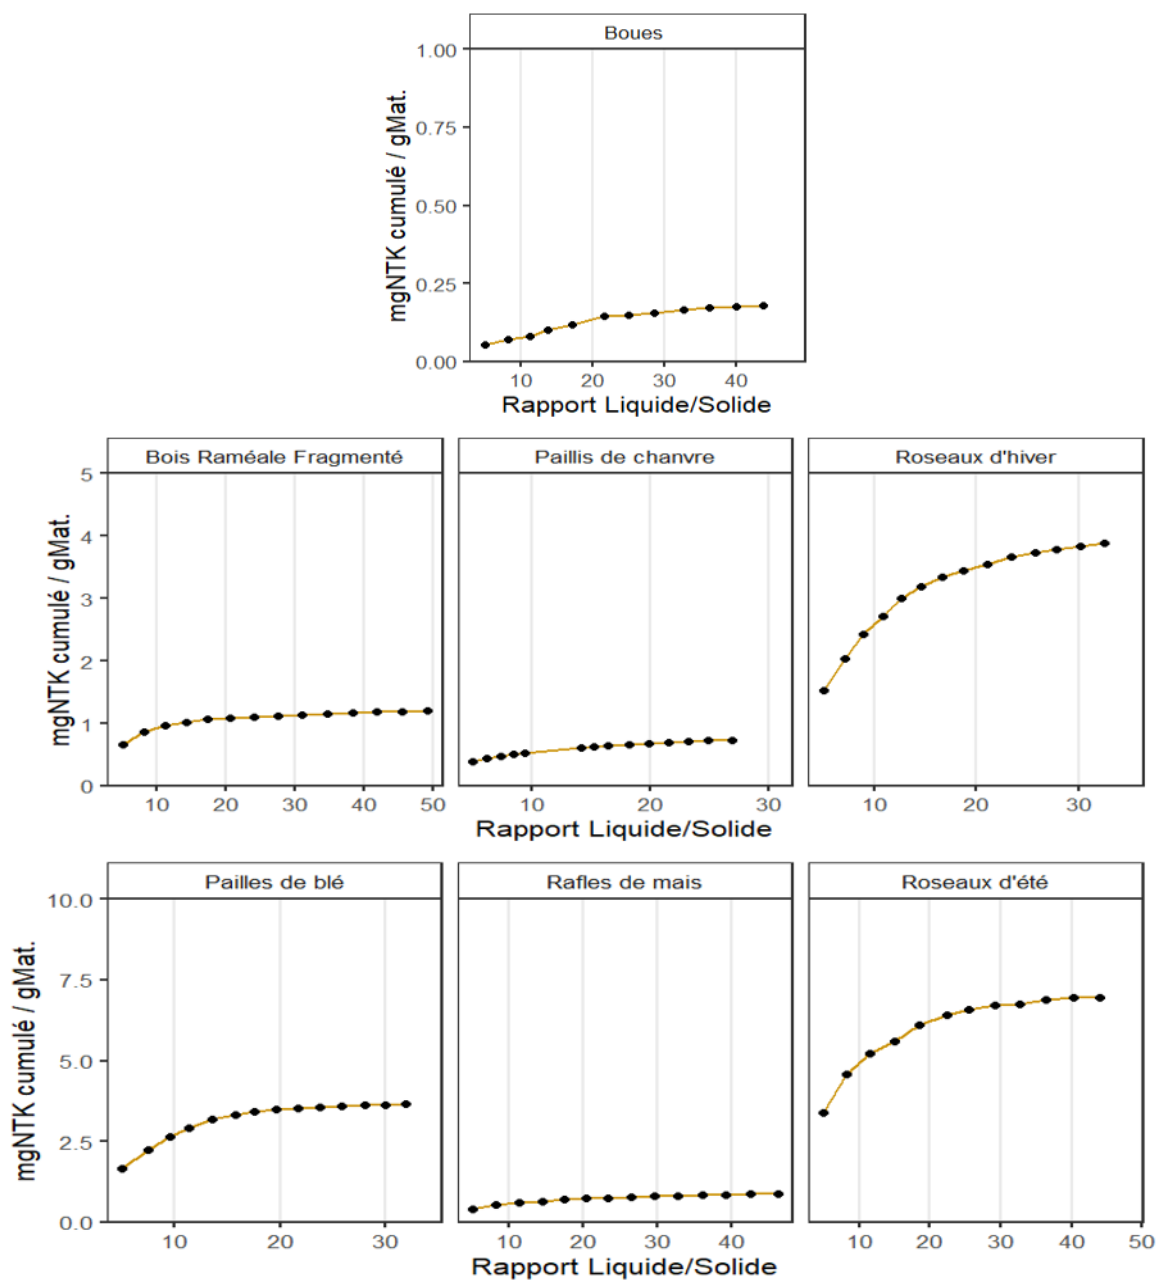 Boues
mgNTK cumulé / gMat.
1.00
0.75
0.50
0.25
0.00
10 20 30 40
Rapport Liquide/Solide
Bois Raméale Fragmenté
Paillis de chanvre
Roseaux d'hiver
mgNTK cumulé / gMat.
5
4
3
2
1
0
10 20 30 40 50
10 20 30
10 20 30
Rapport Liquide/Solide
Pailles de blé
Rafles de mais
Roseaux d'été
mgNTK cumulé / gMat.
10.0
7.5
5.0
2.5
0.0
10 20 30
10 20 30 40
10 20 30 40 50
Rapport Liquide/Solide